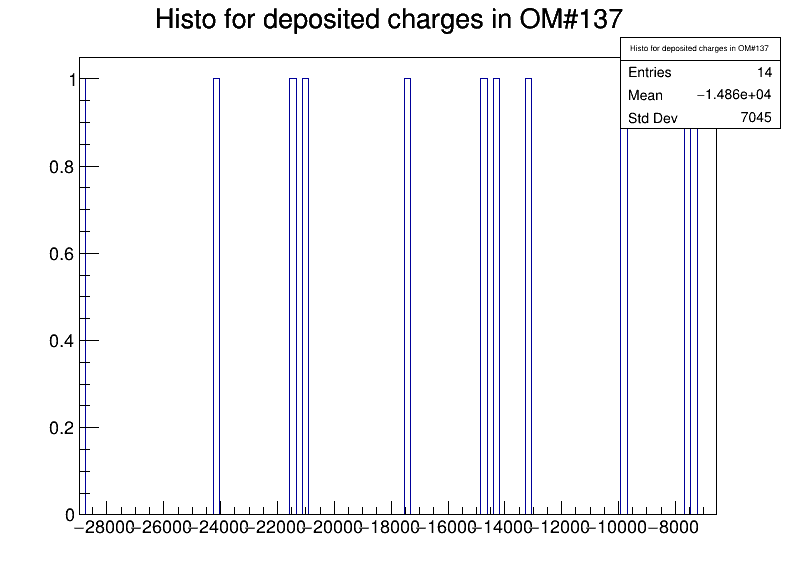 Histo for deposited charges in OM#137
Histo for deposited charges in OM#137
Entries 14
Mean −1.486e+04
Std Dev 7045
1
0.8
0.6
0.4
0.2
0
−28000 −26000 −24000 −22000 −20000 −18000 −16000 −14000 −12000 −10000 −8000